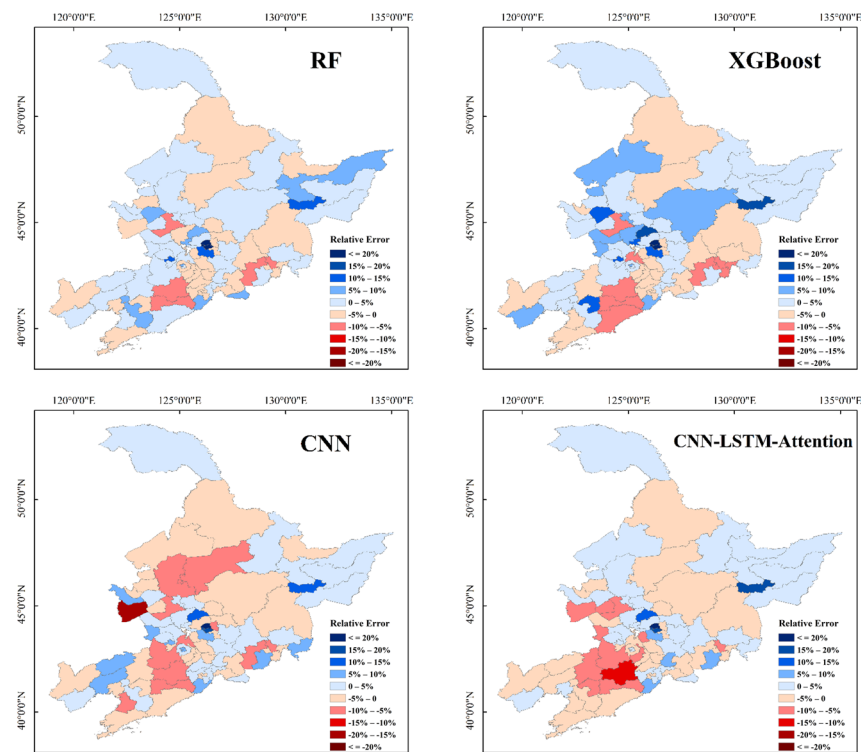 120°0'0"E 125°0'0"E 130°0'0"E 135°0'0"E
RF
50°0'0"N
45°0'0"N
40°0'0"N
Relative Error
<= 20%
15% – 20%
10% – 15%
5% – 10%
0 – 5%
-5% – 0
-10% – -5%
-15% – -10%
-20% – -15%
<= -20%
120°0'0"E 125°0'0"E 130°0'0"E 135°0'0"E
XGBoost
50°0'0"N
45°0'0"N
40°0'0"N
Relative Error
<= 20%
15% – 20%
10% – 15%
5% – 10%
0 – 5%
-5% – 0
-10% – -5%
-15% – -10%
-20% – -15%
<= -20%
120°0'0"E 125°0'0"E 130°0'0"E 135°0'0"E
CNN
50°0'0"N
45°0'0"N
40°0'0"N
Relative Error
<= 20%
15% – 20%
10% – 15%
5% – 10%
0 – 5%
-5% – 0
-10% – -5%
-15% – -10%
-20% – -15%
<= -20%
120°0'0"E 125°0'0"E 130°0'0"E 135°0'0"E
CNN-LSTM-Attention
50°0'0"N
45°0'0"N
40°0'0"N
Relative Error
<= 20%
15% – 20%
10% – 15%
5% – 10%
0 – 5%
-5% – 0
-10% – -5%
-15% – -10%
-20% – -15%
<= -20%